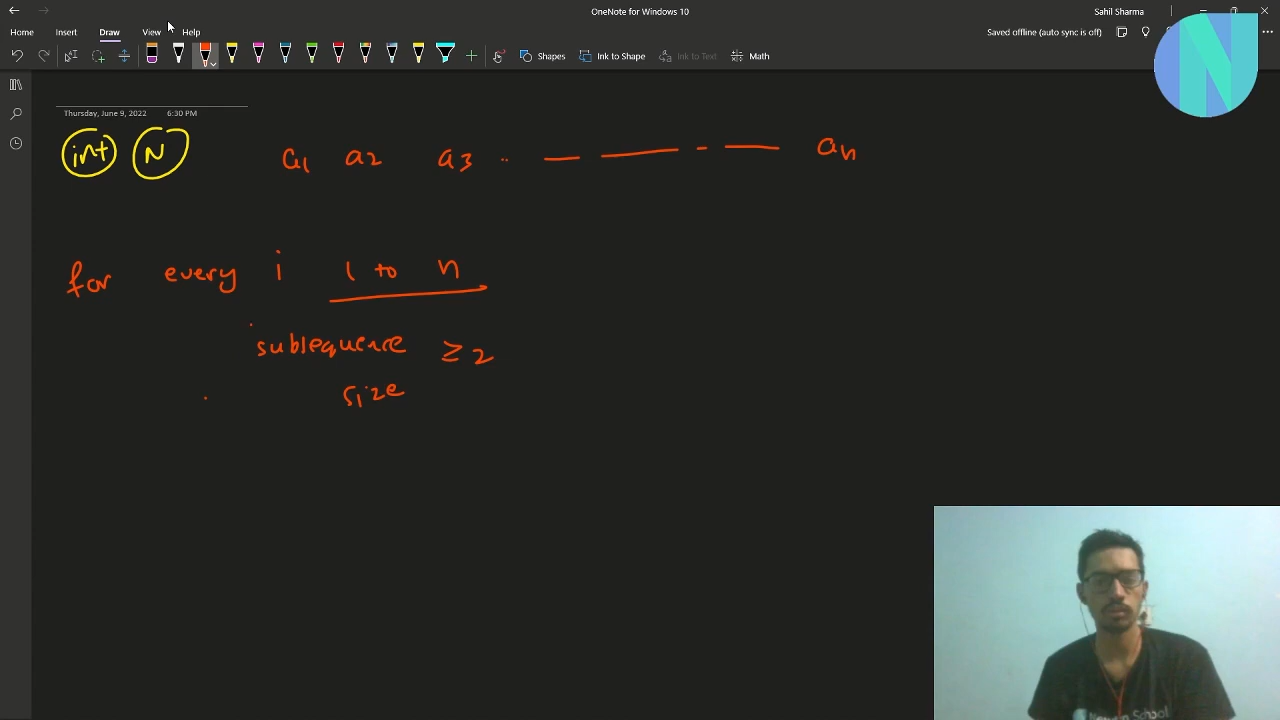 OneNote for Windows 10
Sahil Sharma
Home Insert Draw View Help
Saved offline (auto sync is off)
Shapes Ink to Shape Ink to Text Math
Thursday, June 9, 2022 6:30 PM
int N a1 a2 a3 .. — — - — an
for every i 1 to n
subsequence ≥ 2
size
School